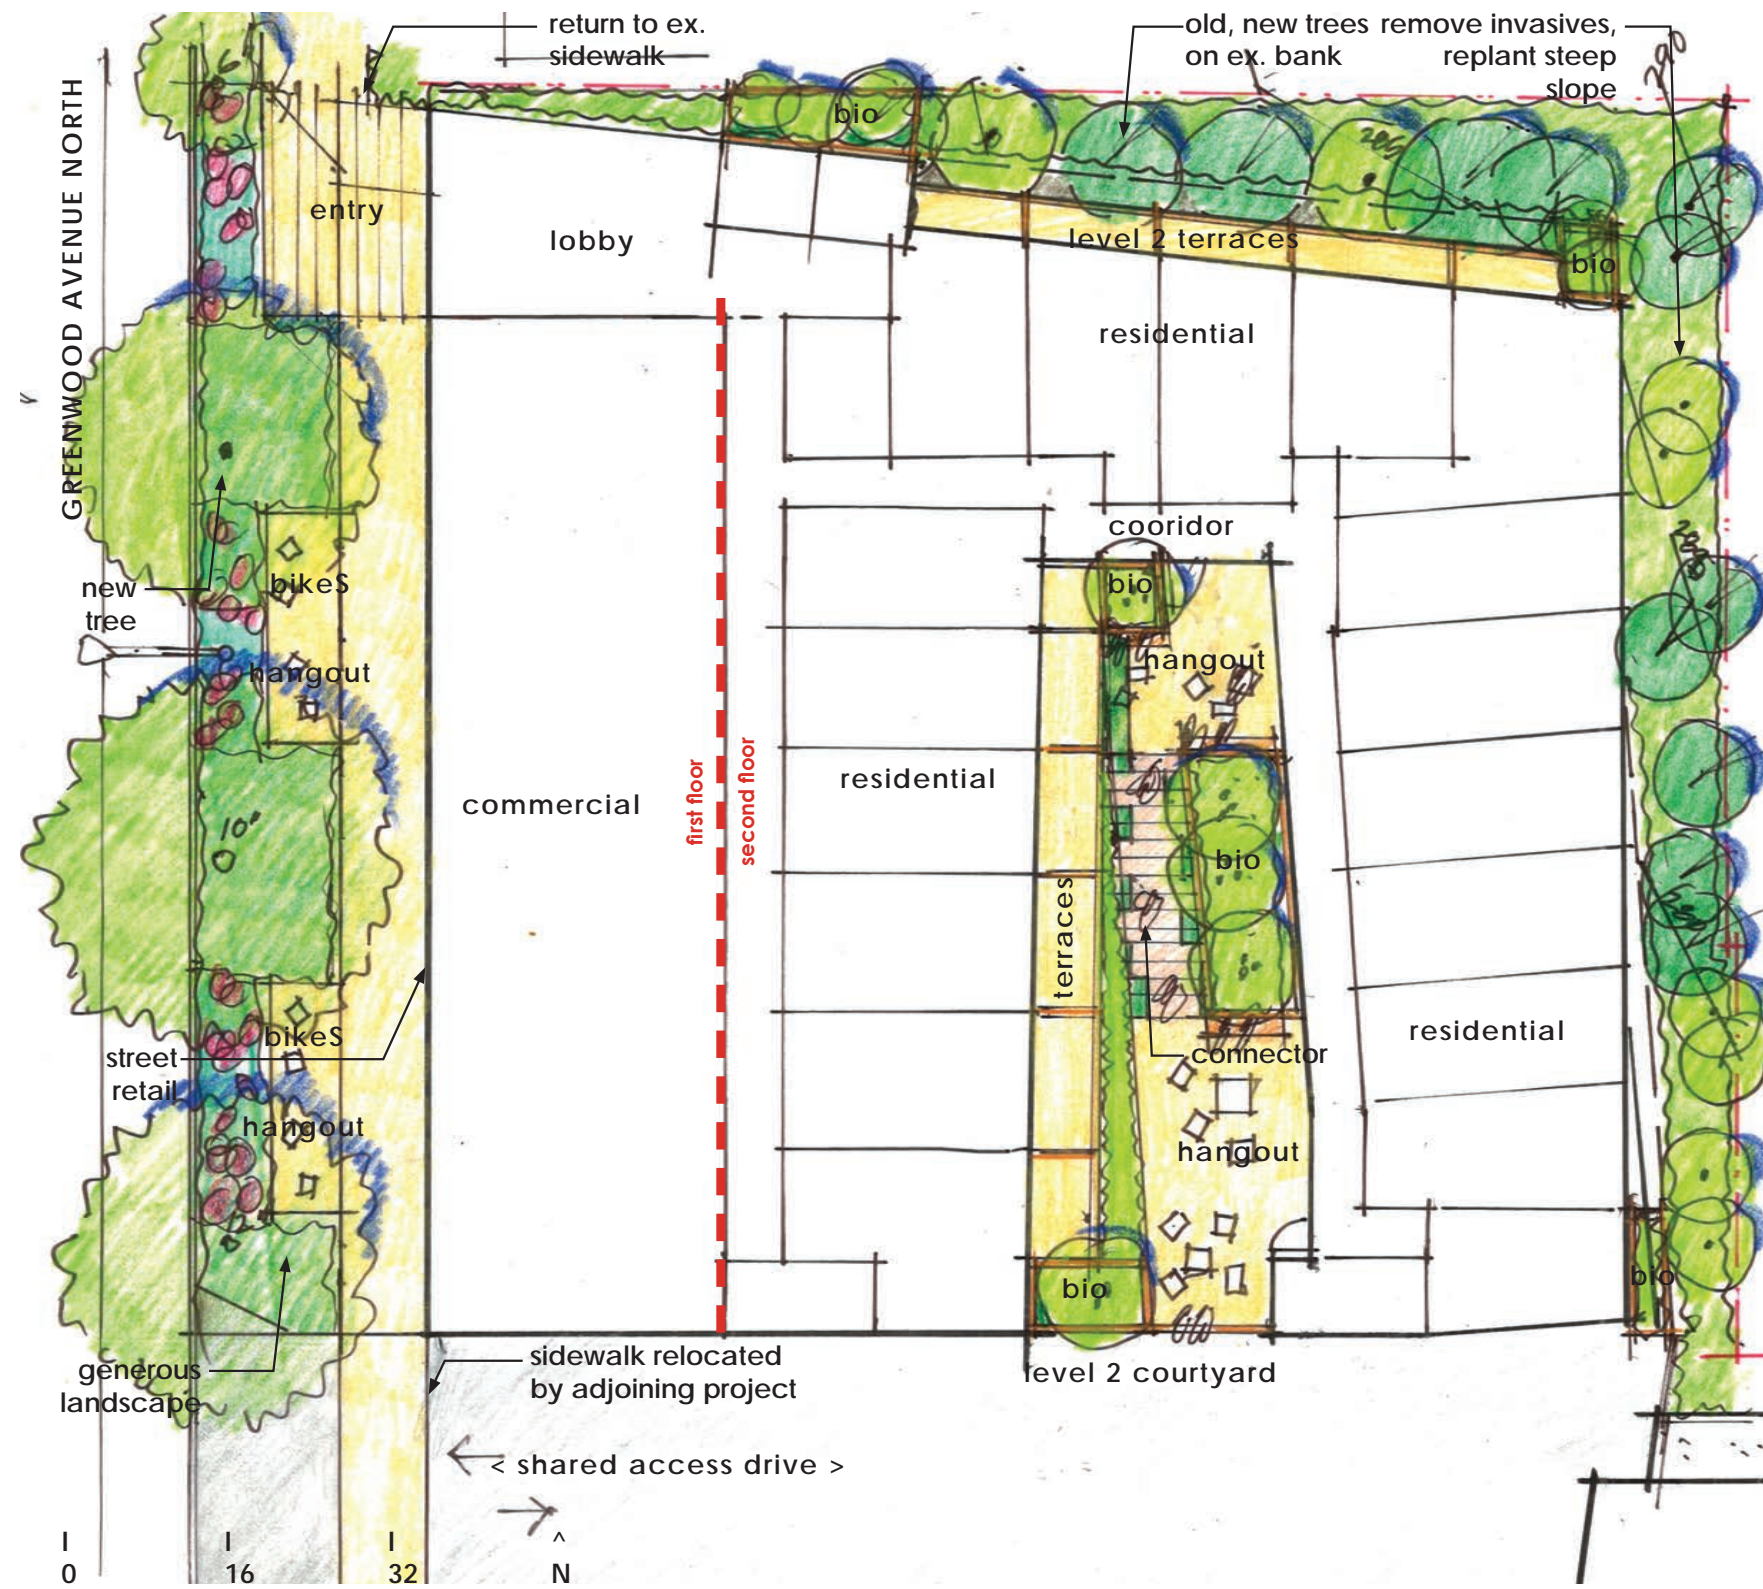 return to ex.
sidewalk
old, new trees
on ex. bank
remove invasives,
replant steep
slope
290
GREENWOOD AVENUE NORTH
bio
entry
lobby
level 2 terraces
bio
residential
cooridor
new
tree
bikeS
bio
hangout
hangout
first floor
second floor
residential
commercial
10"
bio
terraces
bikeS
street
retail
connector
residential
hangout
hangout
12"
bio
bio
generous
landscape
sidewalk relocated
by adjoining project
level 2 courtyard
< shared access drive >
0
16
32
^
N